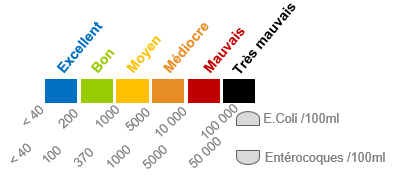 Excellent
Bon
Moyen
Médiocre
Mauvais
Très mauvais
< 40
200
1000
5000
10 000
100 000
E.Coli /100ml
< 40
100
370
1000
5000
50 000
Entérocoques /100ml